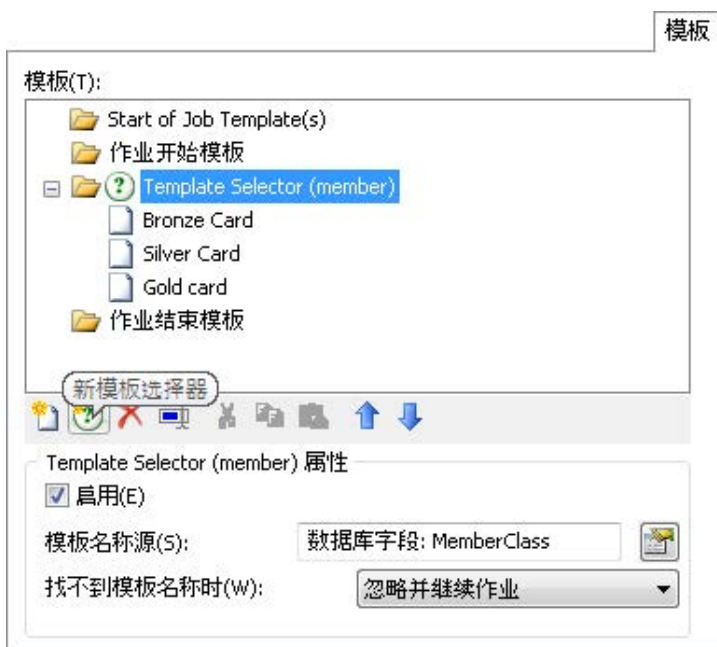 模板
模板(T):
Start of Job Template(s)
作业开始模板
Template Selector (member)
Bronze Card
Silver Card
Gold card
作业结束模板
新模板选择器
Template Selector (member) 属性
启用(E)
模板名称源(S):
数据库字段: MemberClass
找不到模板名称时(W):
忽略并继续作业